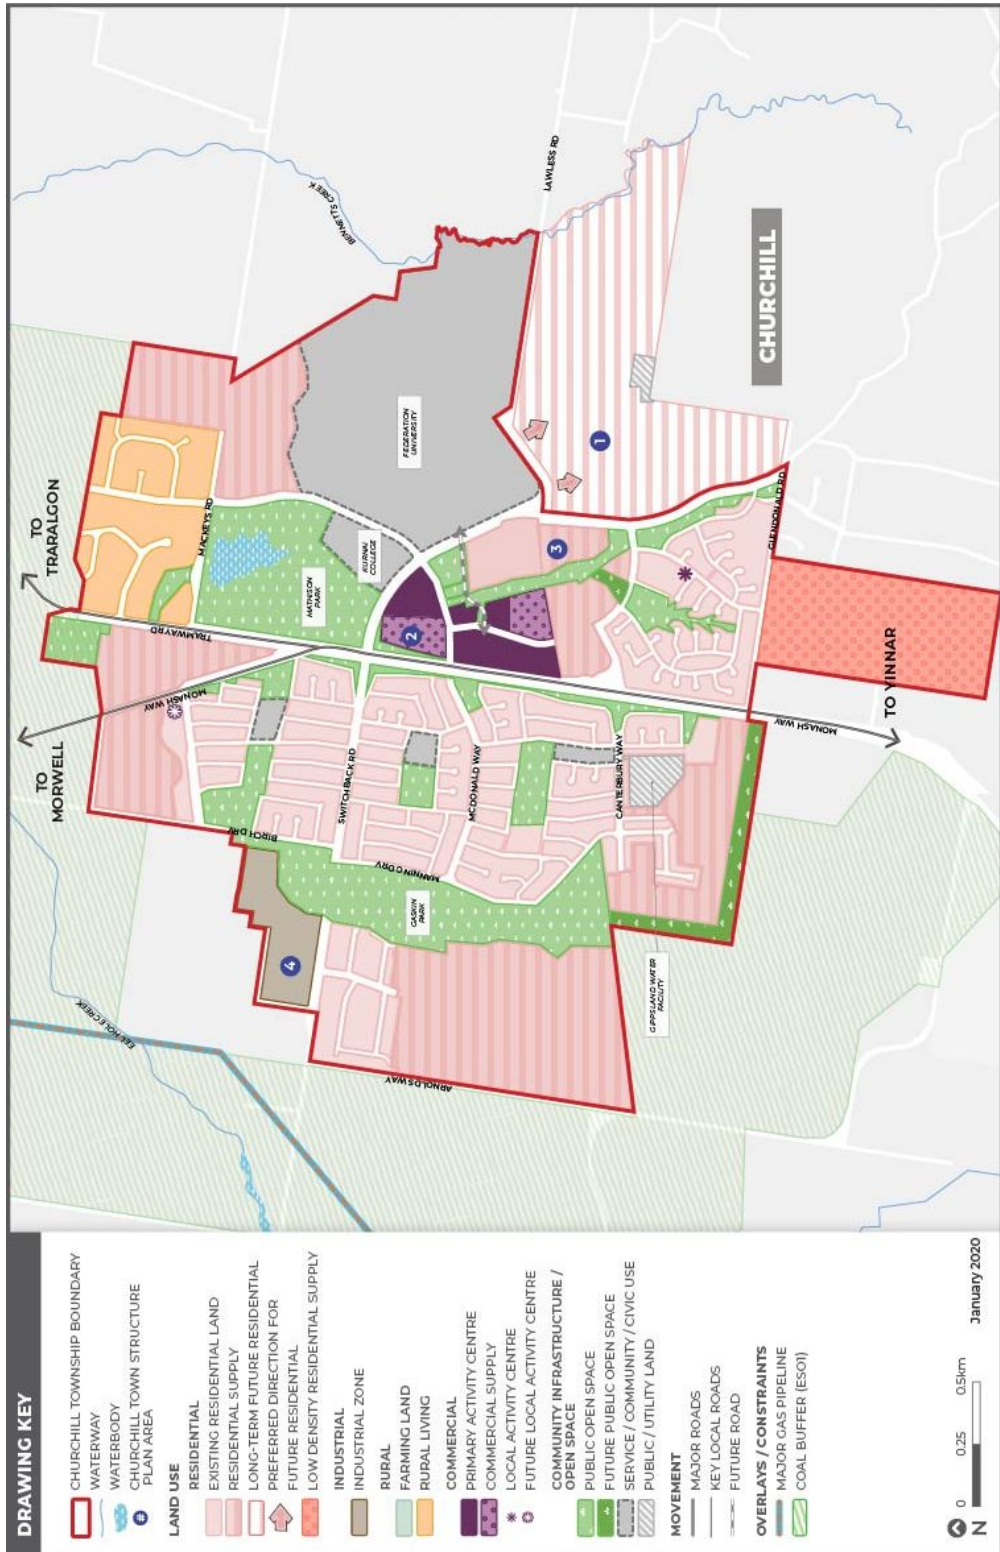 DRAWING KEY
CHURCHILL TOWNSHIP BOUNDARY
WATERWAY
WATERBODY
#
CHURCHILL TOWN STRUCTURE
PLAN AREA
LAND USE
RESIDENTIAL
EXISTING RESIDENTIAL LAND
RESIDENTIAL SUPPLY
LONG-TERM FUTURE RESIDENTIAL
PREFERRED DIRECTION FOR
FUTURE RESIDENTIAL
LOW DENSITY RESIDENTIAL SUPPLY
INDUSTRIAL
INDUSTRIAL ZONE
RURAL
FARMING LAND
RURAL LIVING
COMMERCIAL
PRIMARY ACTIVITY CENTRE
COMMERCIAL SUPPLY
LOCAL ACTIVITY CENTRE
FUTURE LOCAL ACTIVITY CENTRE
COMMUNITY INFRASTRUCTURE /
OPEN SPACE
PUBLIC OPEN SPACE
FUTURE PUBLIC OPEN SPACE
SERVICE / COMMUNITY / CIVIC USE
PUBLIC / UTILITY LAND
MOVEMENT
MAJOR ROADS
KEY LOCAL ROADS
FUTURE ROAD
OVERLAYS / CONSTRAINTS
MAJOR GAS PIPELINE
COAL BUFFER (ESO1)
N
0 0.25 0.5km
January 2020
TO
MORWELL
TO
TRARALGON
EEL HOLE CREEK
BENNETTS CREEK
MONASH WAY
TRAMWAY RD
MACKEYS RD
BIRCH DRV
SWITCHBACK RD
MATHISON
PARK
KURNAI
COLLEGE
FEDERATION
UNIVERSITY
LAWLESS RD
4
ARNOLDS WAY
GASKIN
PARK
MANNING DRV
MCDONALD WAY
2
3
1
CANTERBURY WAY
GIPPSLAND WATER
FACILITY
GLENDONALD RD
CHURCHILL
MONASH WAY
TO YINNAR